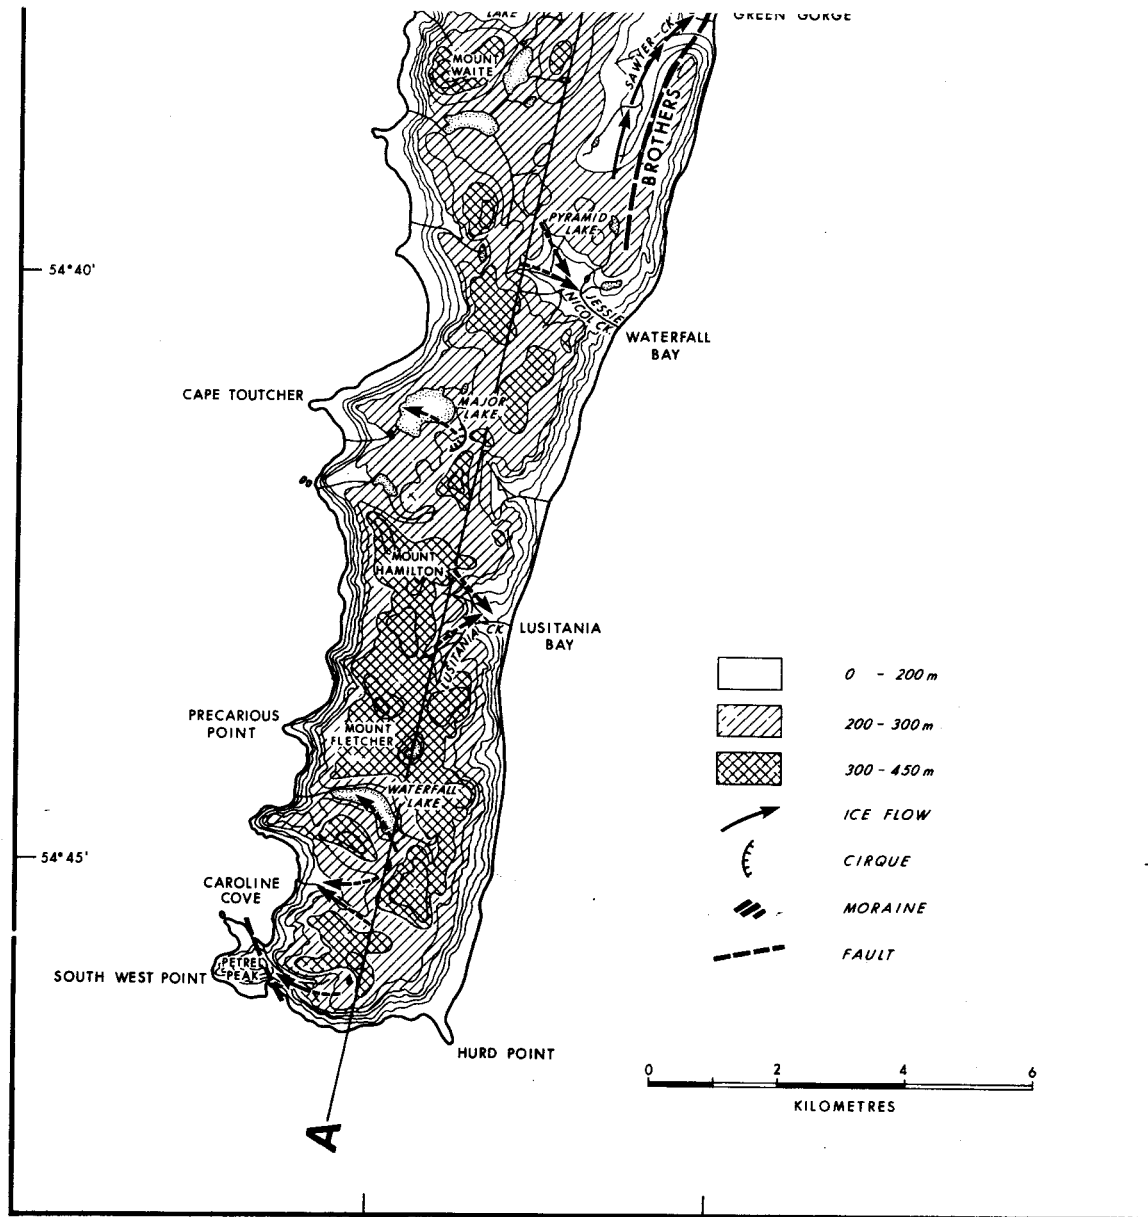 LAKE
GREEN GORGE
MOUNT
WAITE
SAWYER CK
BROTHERS
PYRAMID
LAKE
54°40'
JESSIE
NICOL CK.
WATERFALL
BAY
CAPE TOUTCHER
MAJOR
LAKE
MOUNT
HAMILTON
LUSITANIA CK
LUSITANIA
BAY
0 - 200 m
PRECARIOUS
POINT
200 - 300 m
MOUNT
FLETCHER
300 - 450 m
WATERFALL
LAKE
ICE FLOW
54°45'
CIRQUE
CAROLINE
COVE
MORAINE
FAULT
PETREL
PEAK
SOUTH WEST POINT
HURD POINT
0 2 4 6
KILOMETRES
A